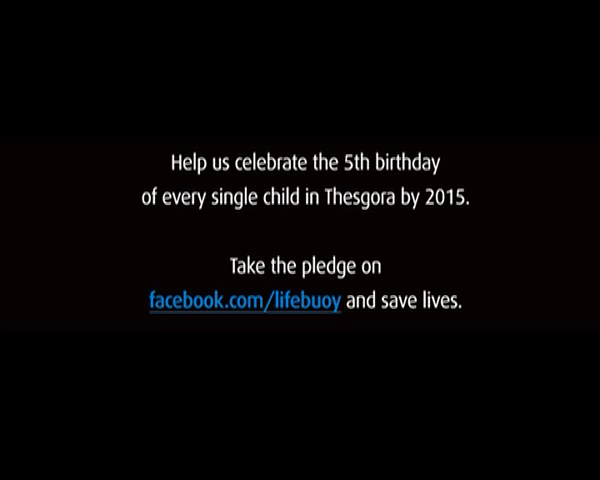 Help us celebrate the 5th birthday
of every single child in Thesgora by 2015.
Take the pledge on
facebook.com/lifebuoy and save lives.